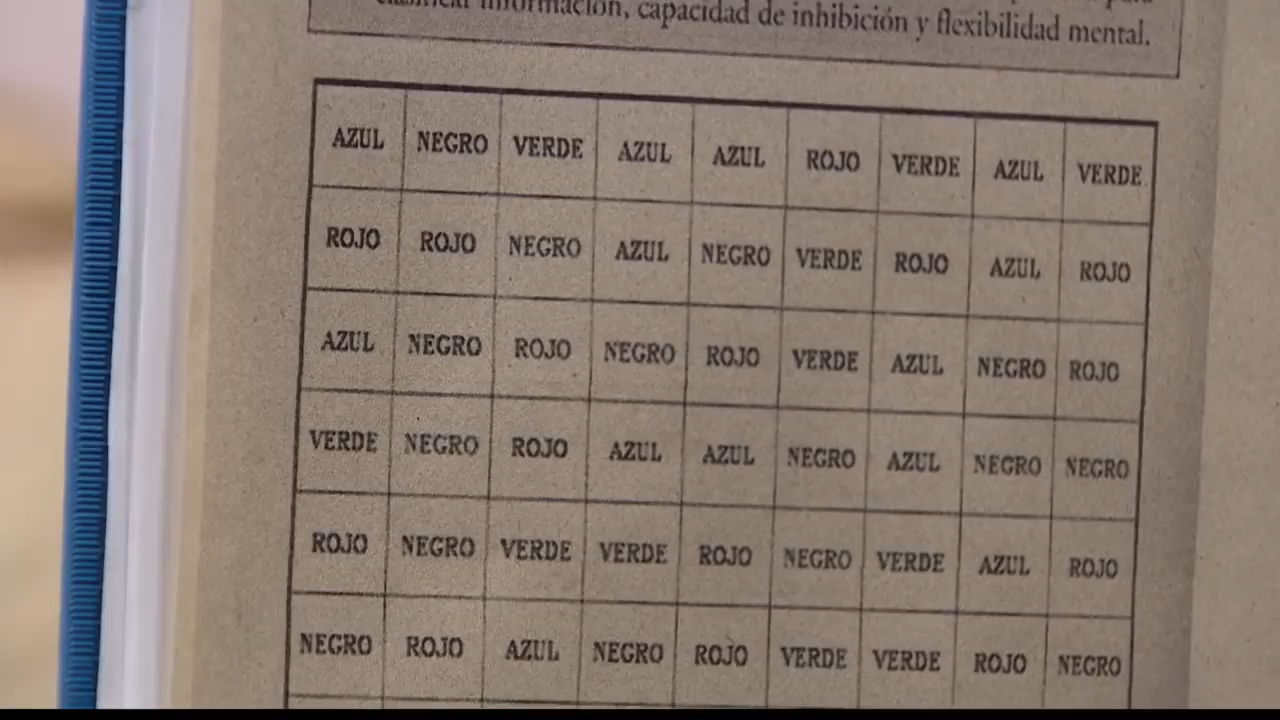 clasificar información, capacidad de inhibición y flexibilidad mental.
AZUL NEGRO VERDE AZUL AZUL ROJO VERDE AZUL VERDE
ROJO ROJO NEGRO AZUL NEGRO VERDE ROJO AZUL ROJO
AZUL NEGRO ROJO NEGRO ROJO VERDE AZUL NEGRO ROJO
VERDE NEGRO ROJO AZUL AZUL NEGRO AZUL NEGRO NEGRO
ROJO NEGRO VERDE VERDE ROJO NEGRO VERDE AZUL ROJO
NEGRO ROJO AZUL NEGRO ROJO VERDE VERDE ROJO NEGRO